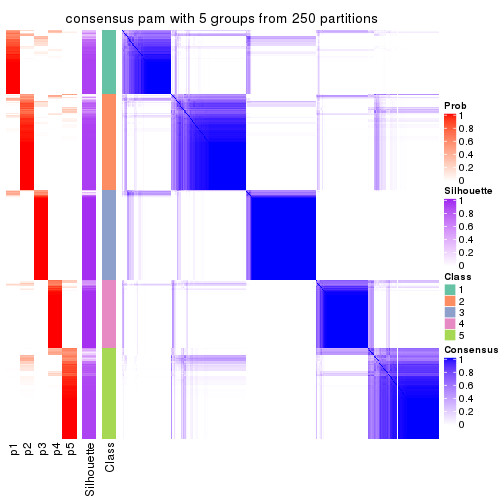 consensus pam with 5 groups from 250 partitions
Prob
1
0.8
0.6
0.4
0.2
0
Silhouette
1
0.8
0.6
0.4
0.2
0
Class
1
2
3
4
5
Consensus
1
0.8
0.6
0.4
0.2
0
p1
p2
p3
p4
p5
Silhouette
Class